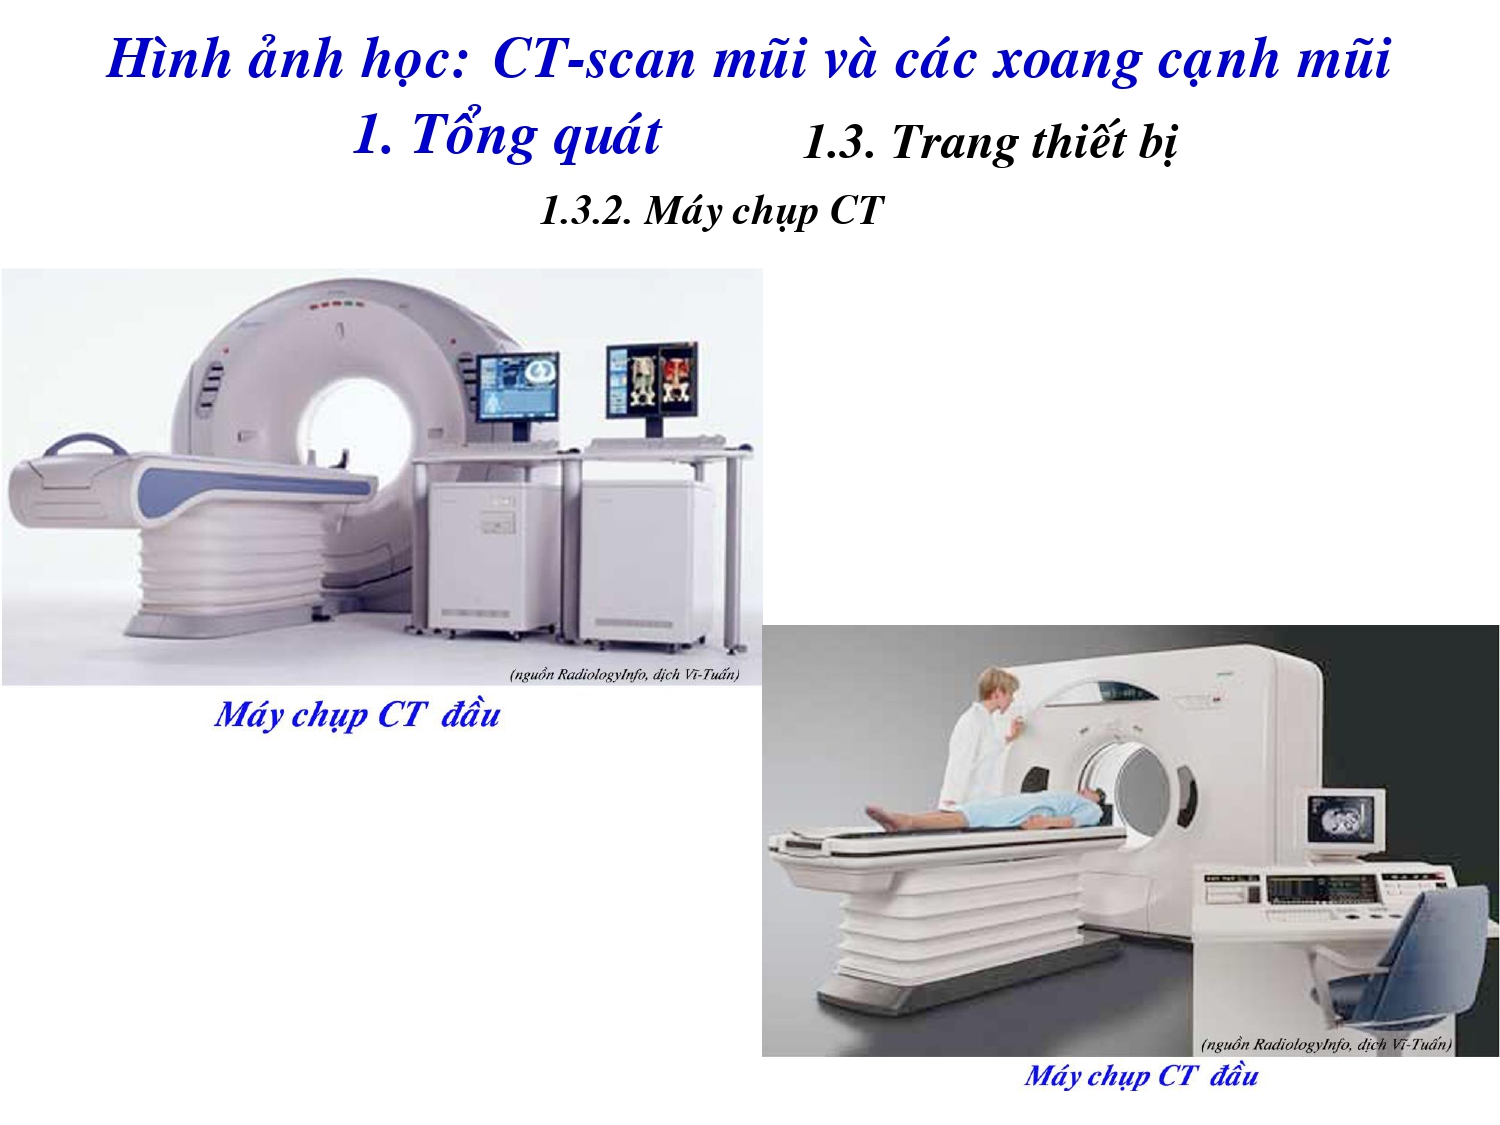 Hình ảnh học: CT-scan mũi và các xoang cạnh mũi
1. Tổng quát
1.3. Trang thiết bị
1.3.2. Máy chụp CT
(nguồn RadiologyInfo, dịch Vĩ-Tuấn)
Máy chụp CT đầu
(nguồn RadiologyInfo, dịch Vĩ-Tuấn)
Máy chụp CT đầu